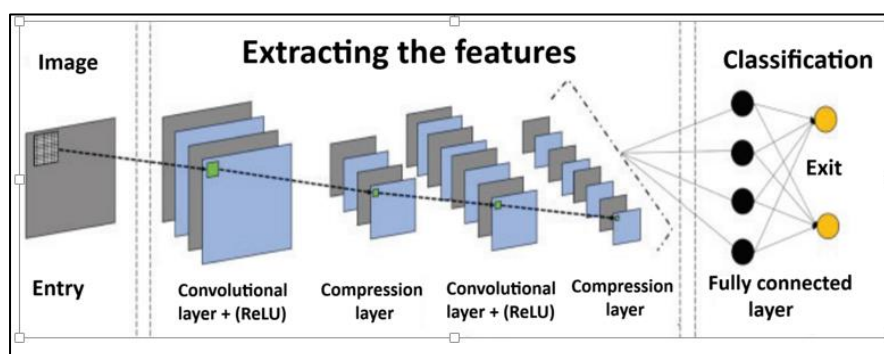 Image
Extracting the features
Classification
Entry
Convolutional
layer + (ReLU)
Compression
layer
Convolutional
layer + (ReLU)
Compression
layer
Exit
Fully connected
layer